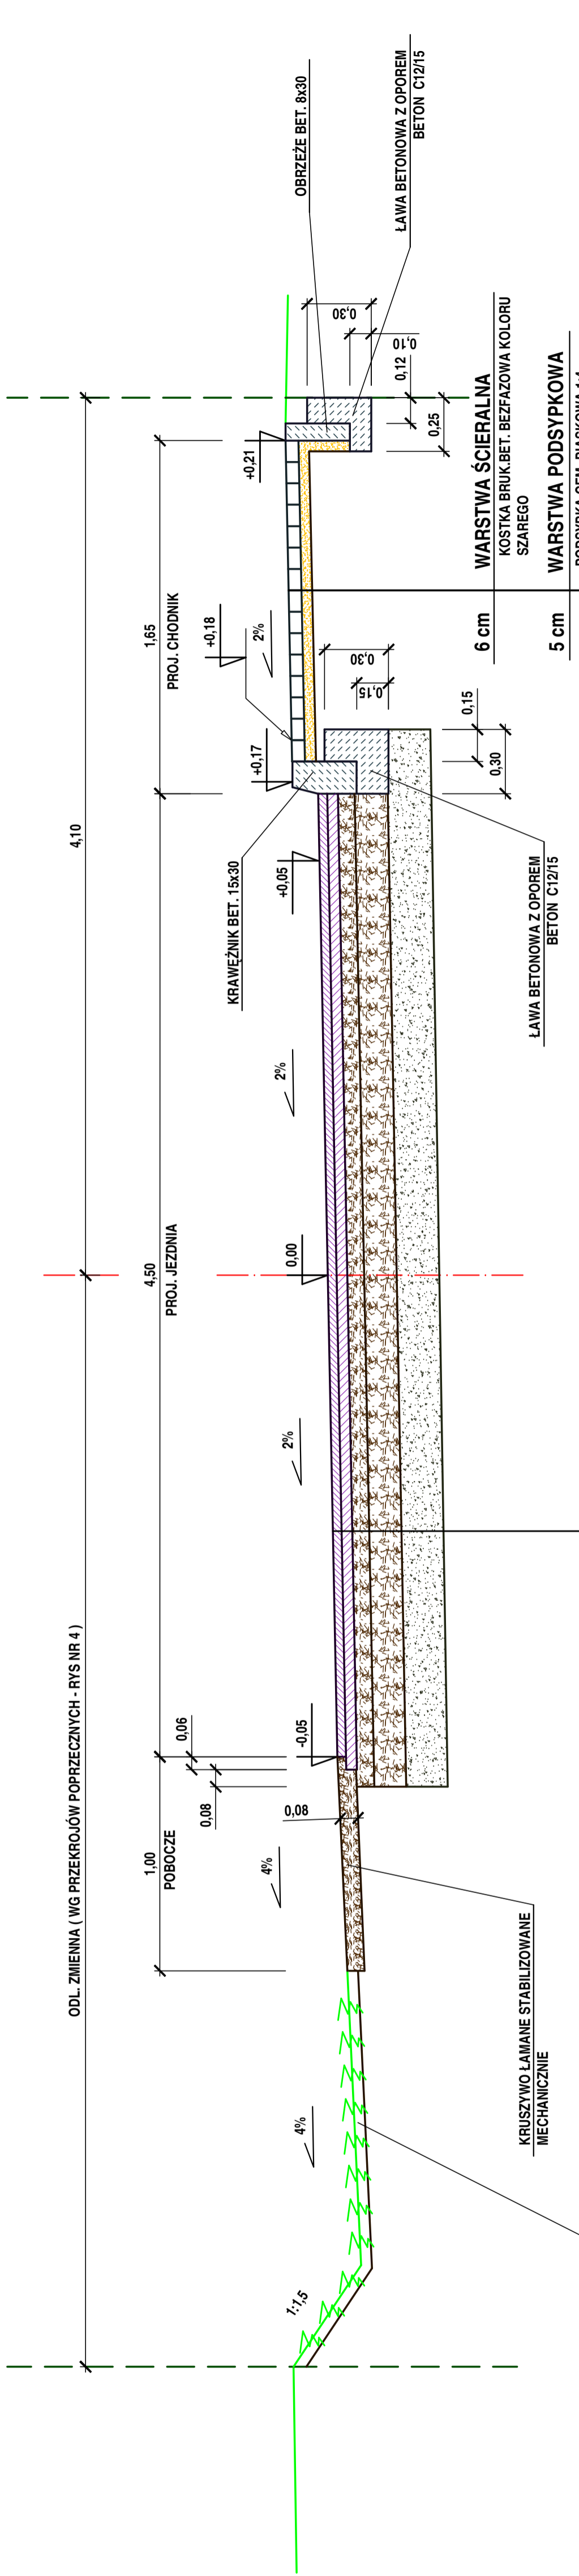 ODL. ZMIENNA ( WG PRZEKROJÓW POPRZECZNYCH - RYS NR 4 )
4,10
1,00
POBOCZE
4,50
PROJ. JEZDNIA
1,65
PROJ. CHODNIK
0,06
0,08
+0,18
KRAWĘŻNIK BET. 15x30
+0,17
+0,21
OBRZEŻE BET. 8x30
1:1,5
4%
4%
0,08
-0,05
2%
0,00
2%
+0,05
2%
0,30
0,15
0,30
0,10
0,12
0,25
ŁAWA BETONOWA Z OPOREM
BETON C12/15
0,15
0,30
6 cm
WARSTWA ŚCIERALNA
KOSTKA BRUK.BET. BEZFAZOWA KOLORU
SZAREGO
KRUSZYWO ŁAMANE STABILIZOWANE
MECHANICZNIE
ŁAWA BETONOWA Z OPOREM
BETON C12/15
5 cm
WARSTWA PODSYPKOWA
PODSYPKA CEM. PIASKOWA 1:4